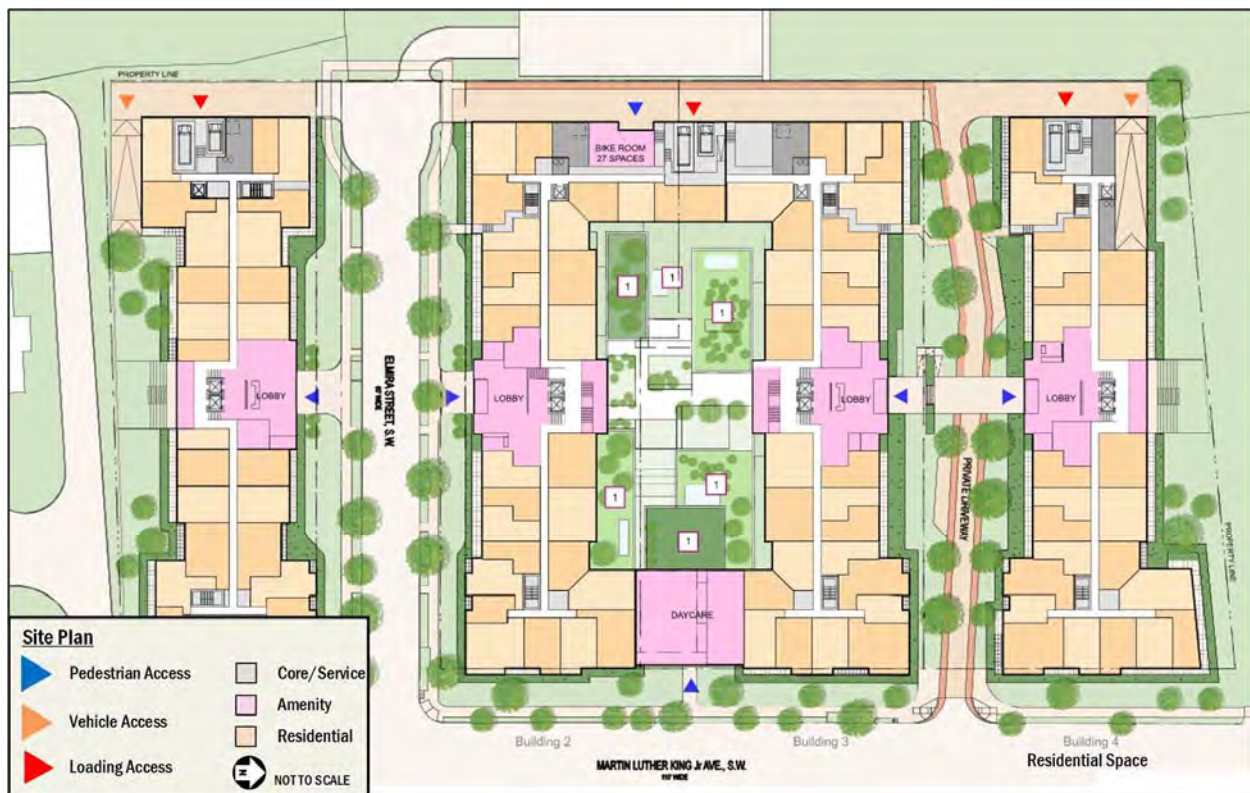 PROPERTY LINE
BIKE ROOM
27 SPACES
1
1
1
LOBBY
ELMIRA STREET, S.W.
LOBBY
LOBBY
LOBBY
PRIVATE DRIVEWAY
1
1
1
PROPERTY LINE
DAYCARE
Site Plan
Pedestrian Access
Vehicle Access
Loading Access
Core/Service
Amenity
Residential
N
NOT TO SCALE
Building 2
Building 3
Building 4
MARTIN LUTHER KING Jr AVE., S.W.
Residential Space